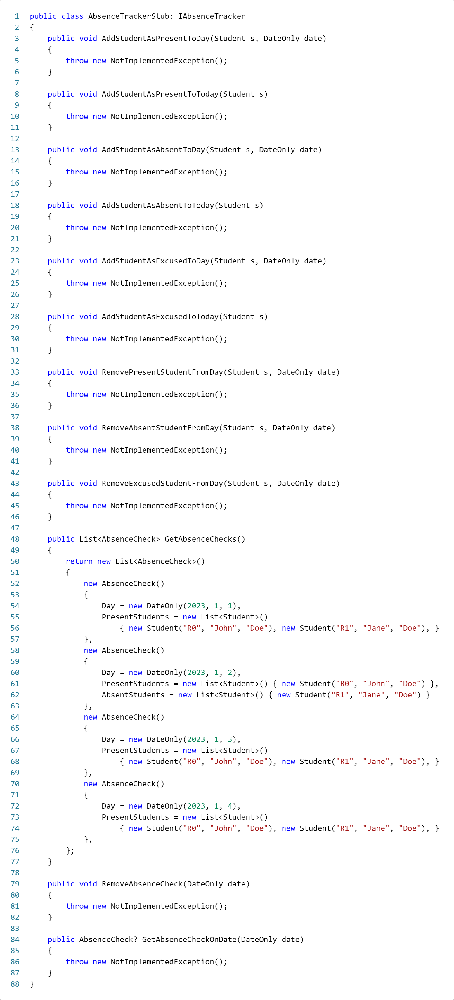 1 public class AbsenceTrackerStub: IAbsenceTracker
2 {
3     public void AddStudentAsPresentToDay(Student s, DateOnly date)
4     {
5         throw new NotImplementedException();
6     }
7
8     public void AddStudentAsPresentToToday(Student s)
9     {
10         throw new NotImplementedException();
11     }
12
13     public void AddStudentAsAbsentToDay(Student s, DateOnly date)
14     {
15         throw new NotImplementedException();
16     }
17
18     public void AddStudentAsAbsentToToday(Student s)
19     {
20         throw new NotImplementedException();
21     }
22
23     public void AddStudentAsExcusedToDay(Student s, DateOnly date)
24     {
25         throw new NotImplementedException();
26     }
27
28     public void AddStudentAsExcusedToToday(Student s)
29     {
30         throw new NotImplementedException();
31     }
32
33     public void RemovePresentStudentFromDay(Student s, DateOnly date)
34     {
35         throw new NotImplementedException();
36     }
37
38     public void RemoveAbsentStudentFromDay(Student s, DateOnly date)
39     {
40         throw new NotImplementedException();
41     }
42
43     public void RemoveExcusedStudentFromDay(Student s, DateOnly date)
44     {
45         throw new NotImplementedException();
46     }
47
48     public List<AbsenceCheck> GetAbsenceChecks()
49     {
50         return new List<AbsenceCheck>()
51         {
52             new AbsenceCheck()
53             {
54                 Day = new DateOnly(2023, 1, 1),
55                 PresentStudents = new List<Student>()
56                     { new Student("R0", "John", "Doe"), new Student("R1", "Jane", "Doe"), }
57             },
58             new AbsenceCheck()
59             {
60                 Day = new DateOnly(2023, 1, 2),
61                 PresentStudents = new List<Student>() { new Student("R0", "John", "Doe") },
62                 AbsentStudents = new List<Student>() { new Student("R1", "Jane", "Doe") }
63             },
64             new AbsenceCheck()
65             {
66                 Day = new DateOnly(2023, 1, 3),
67                 PresentStudents = new List<Student>()
68                     { new Student("R0", "John", "Doe"), new Student("R1", "Jane", "Doe"), }
69             },
70             new AbsenceCheck()
71             {
72                 Day = new DateOnly(2023, 1, 4),
73                 PresentStudents = new List<Student>()
74                     { new Student("R0", "John", "Doe"), new Student("R1", "Jane", "Doe"), }
75             },
76         };
77     }
78
79     public void RemoveAbsenceCheck(DateOnly date)
80     {
81         throw new NotImplementedException();
82     }
83
84     public AbsenceCheck? GetAbsenceCheckOnDate(DateOnly date)
85     {
86         throw new NotImplementedException();
87     }
88 }